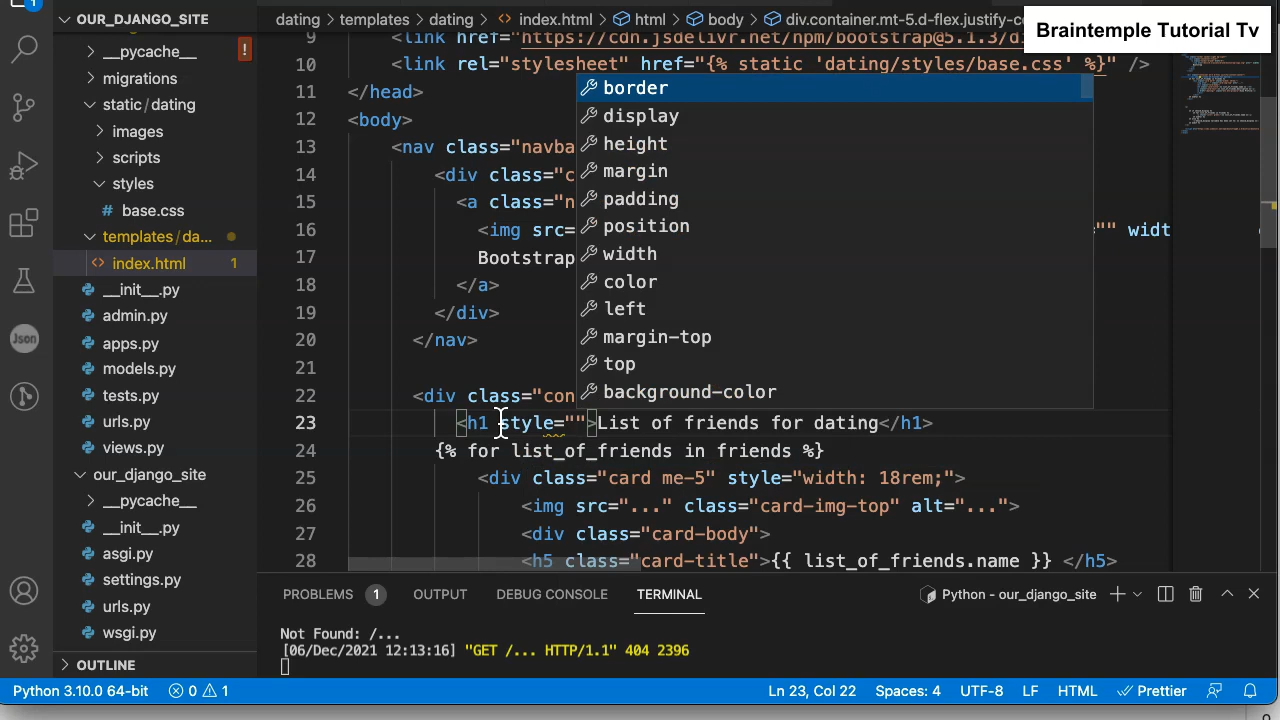 OUR_DJANGO_SITE
dating
templates
dating
index.html
html
body
div.container.mt-5.d-flex.justify-co
Braintemple Tutorial Tv
__pycache__
!
migrations
static / dating
images
scripts
styles
base.css
templates / da...
index.html 1
__init__.py
admin.py
apps.py
models.py
tests.py
urls.py
views.py
our_django_site
__pycache__
__init__.py
asgi.py
settings.py
urls.py
wsgi.py
OUTLINE
Json
9 <link href="https://cdn.jsdelivr.net/npm/bootstrap@5.1.3/di
10 <link rel="stylesheet" href="{% static 'dating/styles/base.css' %}" />
11 </head>
12 <body>
13 <nav class="navba
14 <div class="c
15 <a class="n
16 <img src= "" widt
17 Bootstrap
18 </a>
19 </div>
20 </nav>
21
22 <div class="con
23 <h1 style="">List of friends for dating</h1>
24 {% for list_of_friends in friends %}
25 <div class="card me-5" style="width: 18rem;">
26 <img src="..." class="card-img-top" alt="...">
27 <div class="card-body">
28 <h5 class="card-title">{{ list_of_friends.name }} </h5>
border
display
height
margin
padding
position
width
color
left
margin-top
top
background-color
PROBLEMS 1 OUTPUT DEBUG CONSOLE TERMINAL
Python - our_django_site
Not Found: /...
[06/Dec/2021 12:13:16] "GET /... HTTP/1.1" 404 2396
Python 3.10.0 64-bit 0 1 Ln 23, Col 22 Spaces: 4 UTF-8 LF HTML Prettier